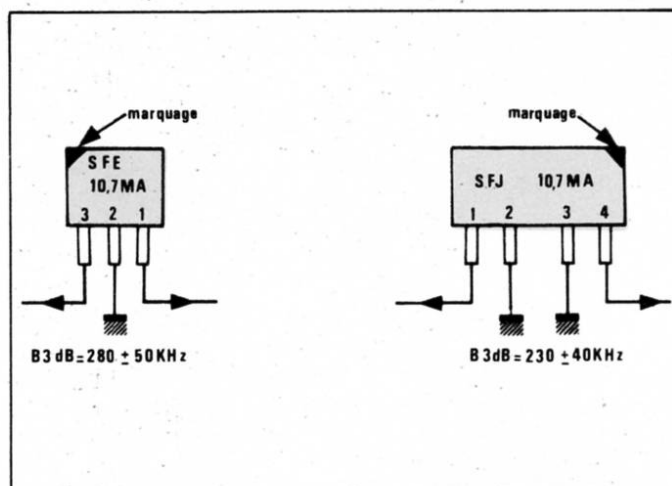 marquage
SFE
10,7MA
3 2 1
B3dB=280 ± 50KHz
marquage
SFJ 10,7MA
1 2 3 4
B3dB=230 ± 40KHz